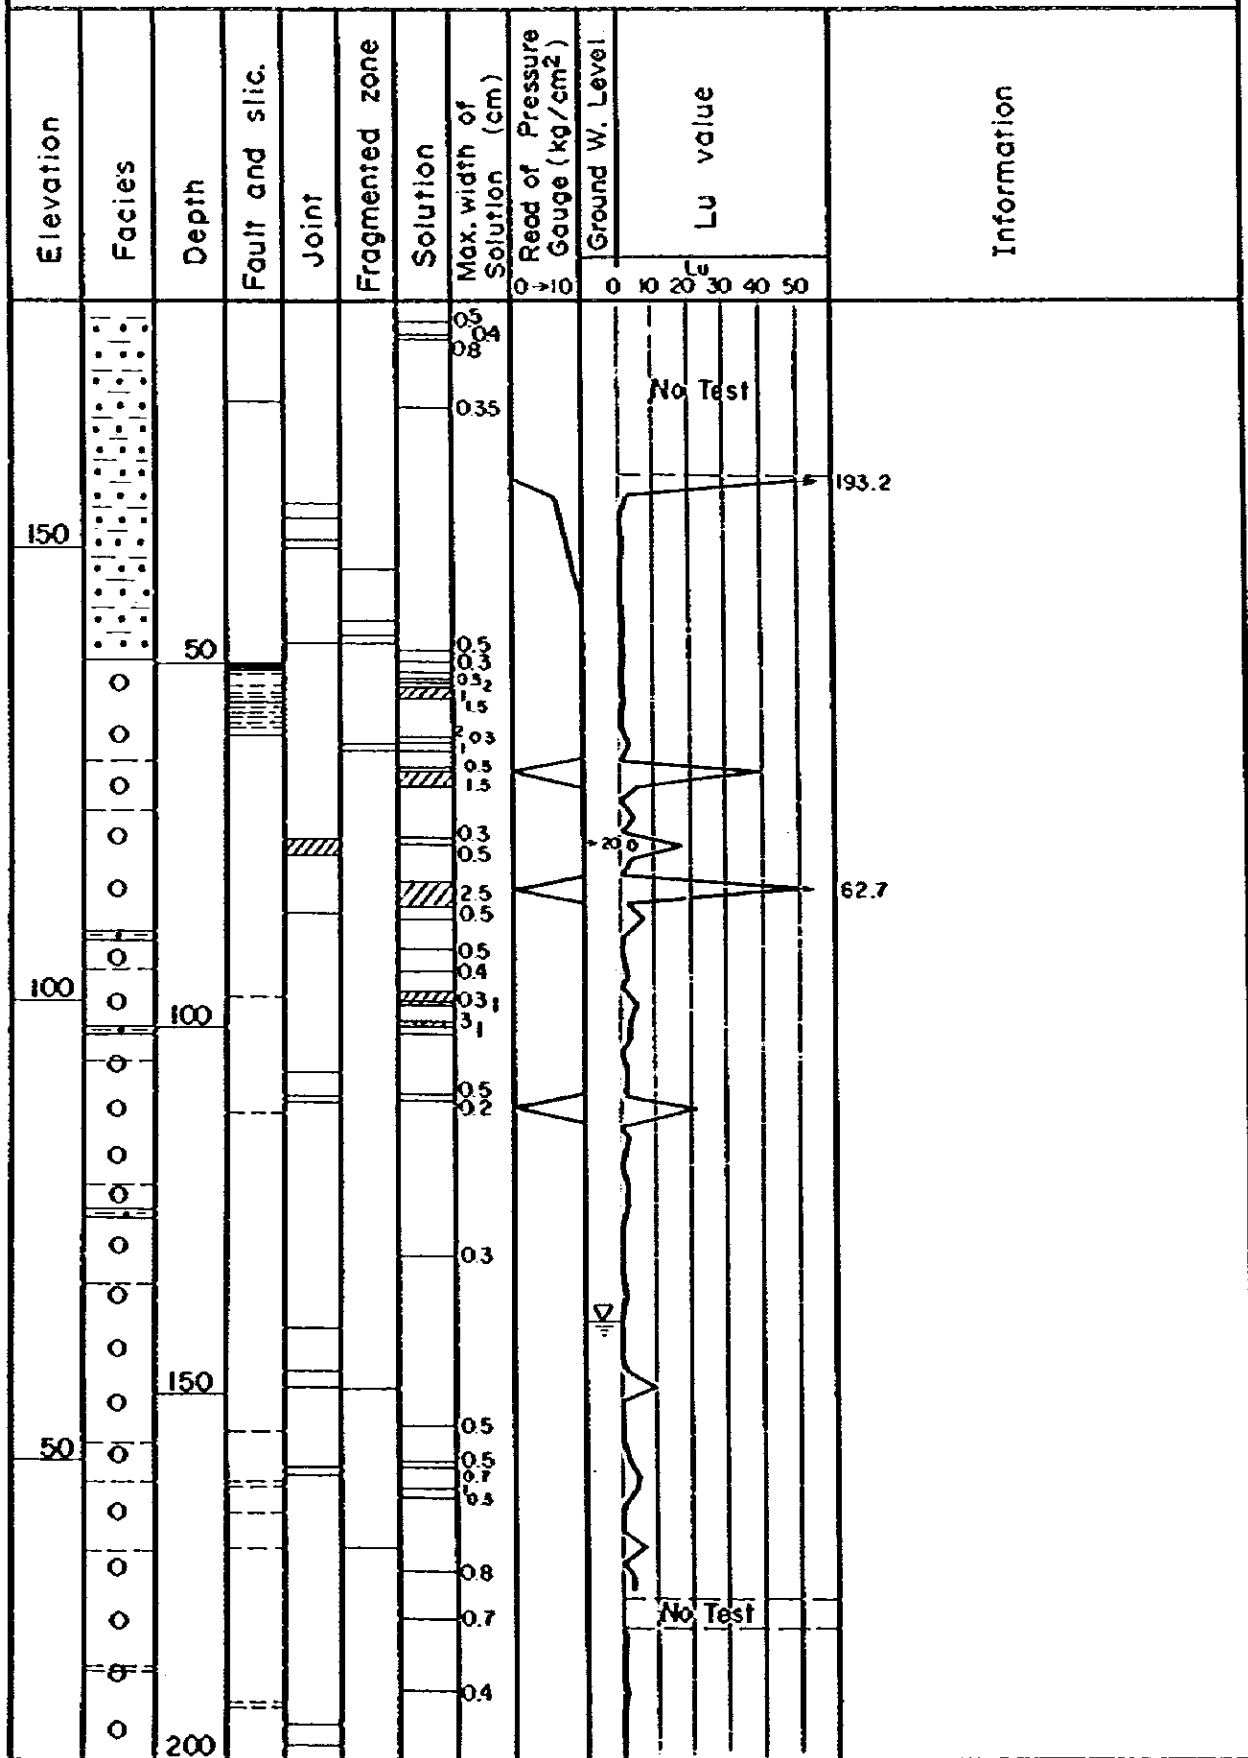 Elevation
Facies
Depth
Fault and slic.
Joint
Fragmented zone
Solution
Max. width of
Solution (cm)
Read of Pressure
Gauge (kg/cm²)
0→10
Ground W. Level
Lu value
Lu
0 10 20 30 40 50
Information
0.5
0.4
0.8
No Test
0.35
193.2
150
0.5
50
0.3
0.5
2
1
1.5
2
0.3
1
0.5
1.5
0.3
20
0.5
2.5
62.7
0.5
0.5
0.4
100
0.3
1
100
3
1
0.5
0.2
0.3
150
0.5
50
0.5
0.7
1
0.5
0.8
No Test
0.7
0.4
200